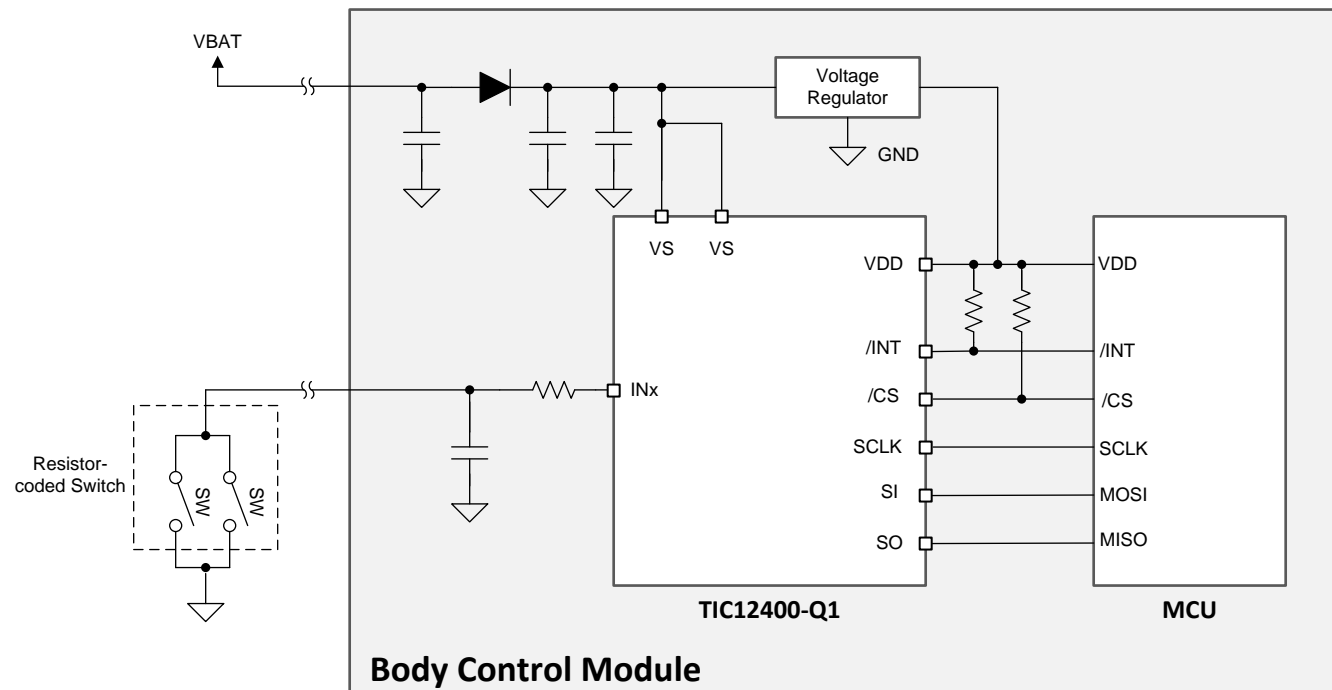 VBAT
Voltage
Regulator
GND
VS
VS
VDD
VDD
/INT
/INT
INx
/CS
/CS
SCLK
SCLK
Resistor-
coded Switch
SW
SW
SI
MOSI
SO
MISO
TIC12400-Q1
MCU
Body Control Module